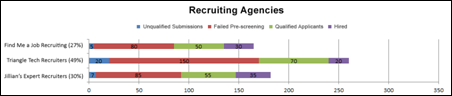 Recruiting Agencies
Unqualified Submissions Failed Pre-screening Qualified Applicants Hired
Find Me a Job Recruiting (27%) 5 80 50 30
Triangle Tech Recruiters (49%) 20 150 70 20
Jillian's Expert Recruiters (30%) 7 85 55 35
0 50 100 150 200 250 300 350